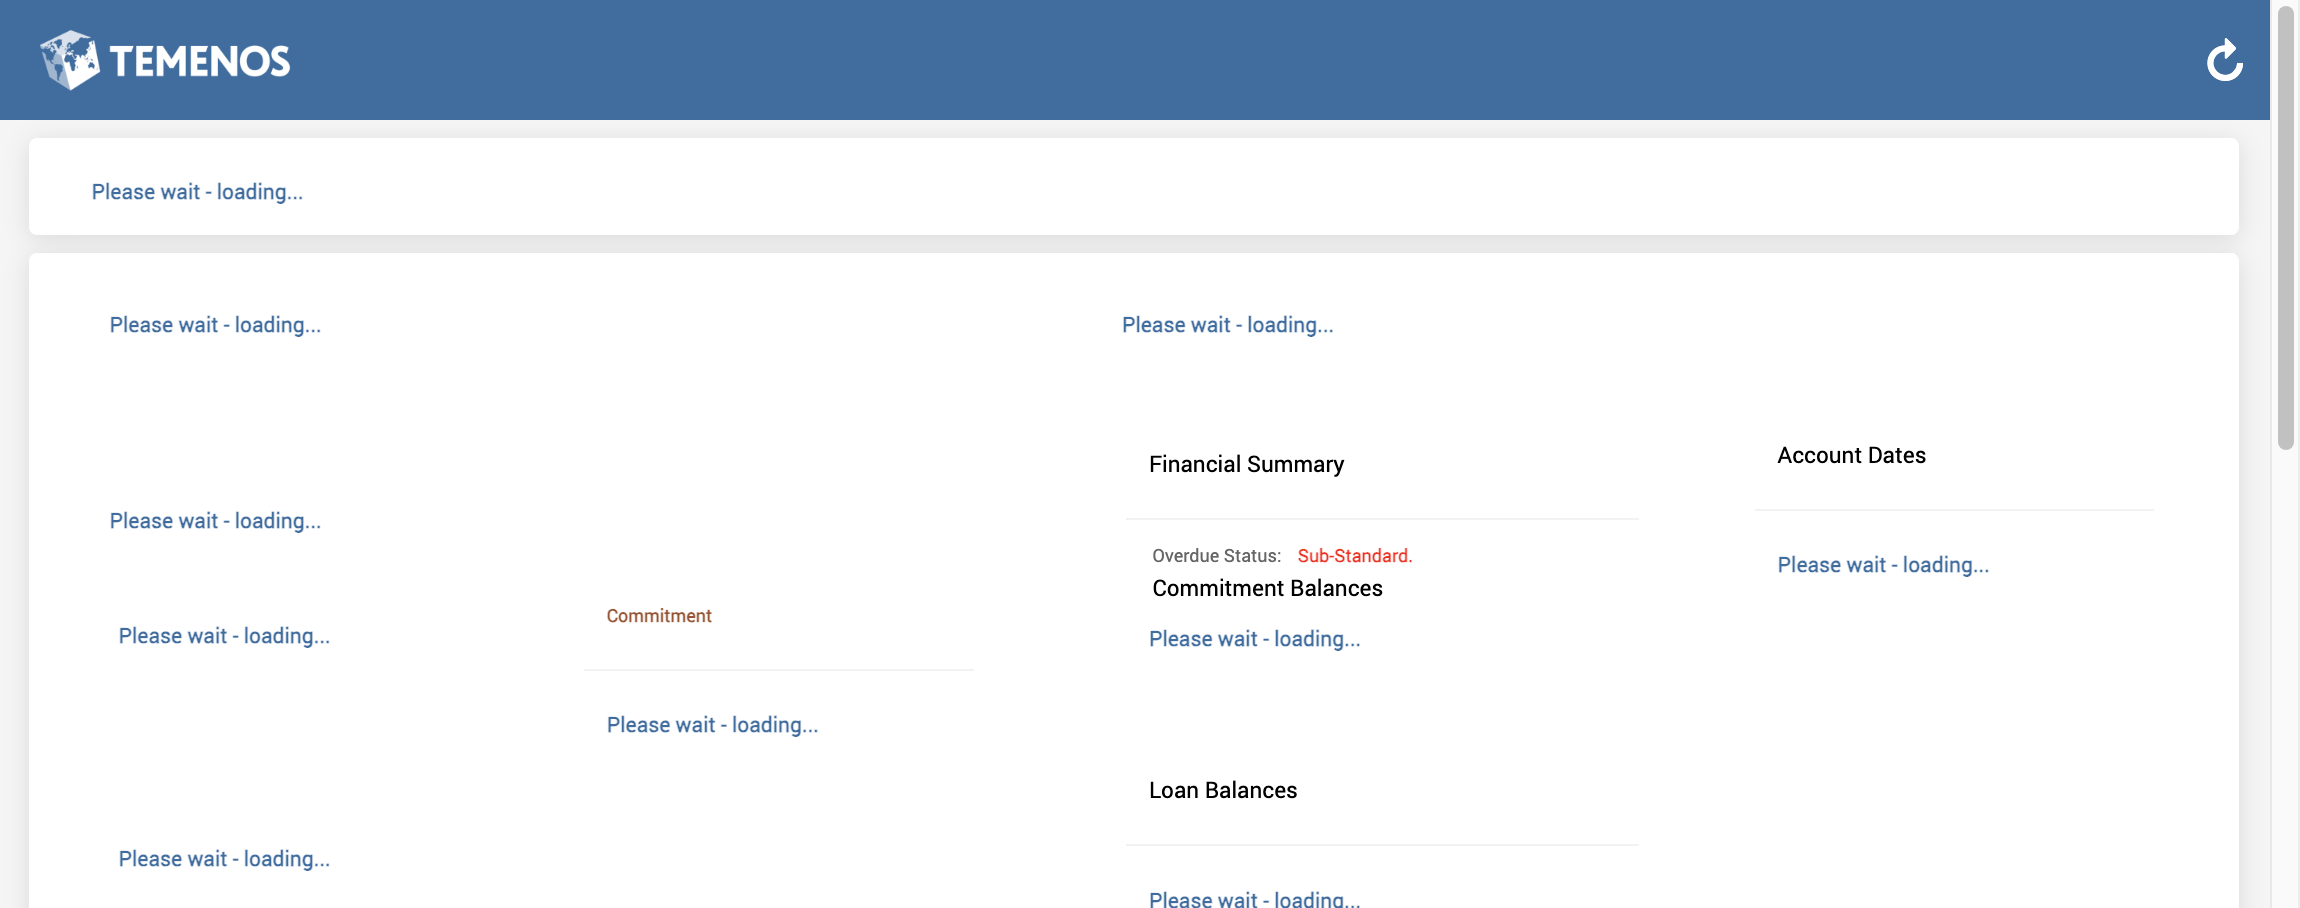 TEMENOS
Please wait - loading...
Please wait - loading...
Please wait - loading...
Please wait - loading...
Please wait - loading...
Commitment
Please wait - loading...
Please wait - loading...
Financial Summary
Overdue Status: Sub-Standard.
Commitment Balances
Please wait - loading...
Loan Balances
Please wait - loading...
Account Dates
Please wait - loading...